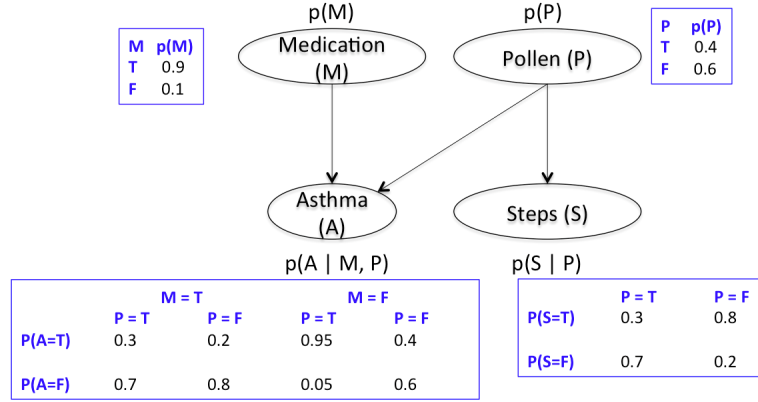 p(M)
p(P)
M p(M)
T 0.9
F 0.1
Medication
(M)
Pollen (P)
P p(P)
T 0.4
F 0.6
Asthma
(A)
Steps (S)
p(A | M, P)
p(S | P)
M = T M = F
P = T P = F P = T P = F
P(A=T) 0.3 0.2 0.95 0.4
P(A=F) 0.7 0.8 0.05 0.6
P = T P = F
P(S=T) 0.3 0.8
P(S=F) 0.7 0.2